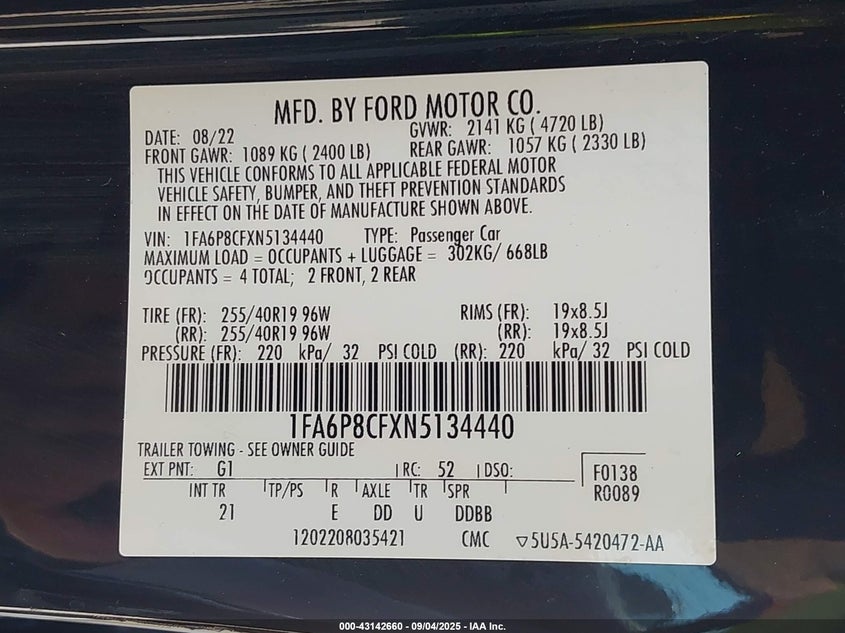 MFD. BY FORD MOTOR CO.
DATE: 08/22 GVWR: 2141 KG ( 4720 LB)
FRONT GAWR: 1089 KG ( 2400 LB) REAR GAWR: 1057 KG ( 2330 LB)
THIS VEHICLE CONFORMS TO ALL APPLICABLE FEDERAL MOTOR
VEHICLE SAFETY, BUMPER, AND THEFT PREVENTION STANDARDS
IN EFFECT ON THE DATE OF MANUFACTURE SHOWN ABOVE.
VIN: 1FA6P8CFXN5134440 TYPE: Passenger Car
MAXIMUM LOAD = OCCUPANTS + LUGGAGE = 302KG/ 668LB
OCCUPANTS = 4 TOTAL; 2 FRONT, 2 REAR
TIRE (FR): 255/40R19 96W RIMS (FR): 19x8.5J
(RR): 255/40R19 96W (RR): 19x8.5J
PRESSURE (FR): 220 kPa/ 32 PSI COLD (RR): 220 kPa/ 32 PSI COLD
1FA6P8CFXN5134440
TRAILER TOWING - SEE OWNER GUIDE
EXT PNT: G1 RC: 52 DSO: F0138
R0089
INT TR TP/PS R AXLE TR SPR
21 E DD U DDBB
1202208035421 CMC ▽5U5A-5420472-AA
000-43142660 - 09/04/2025 - IAA Inc.